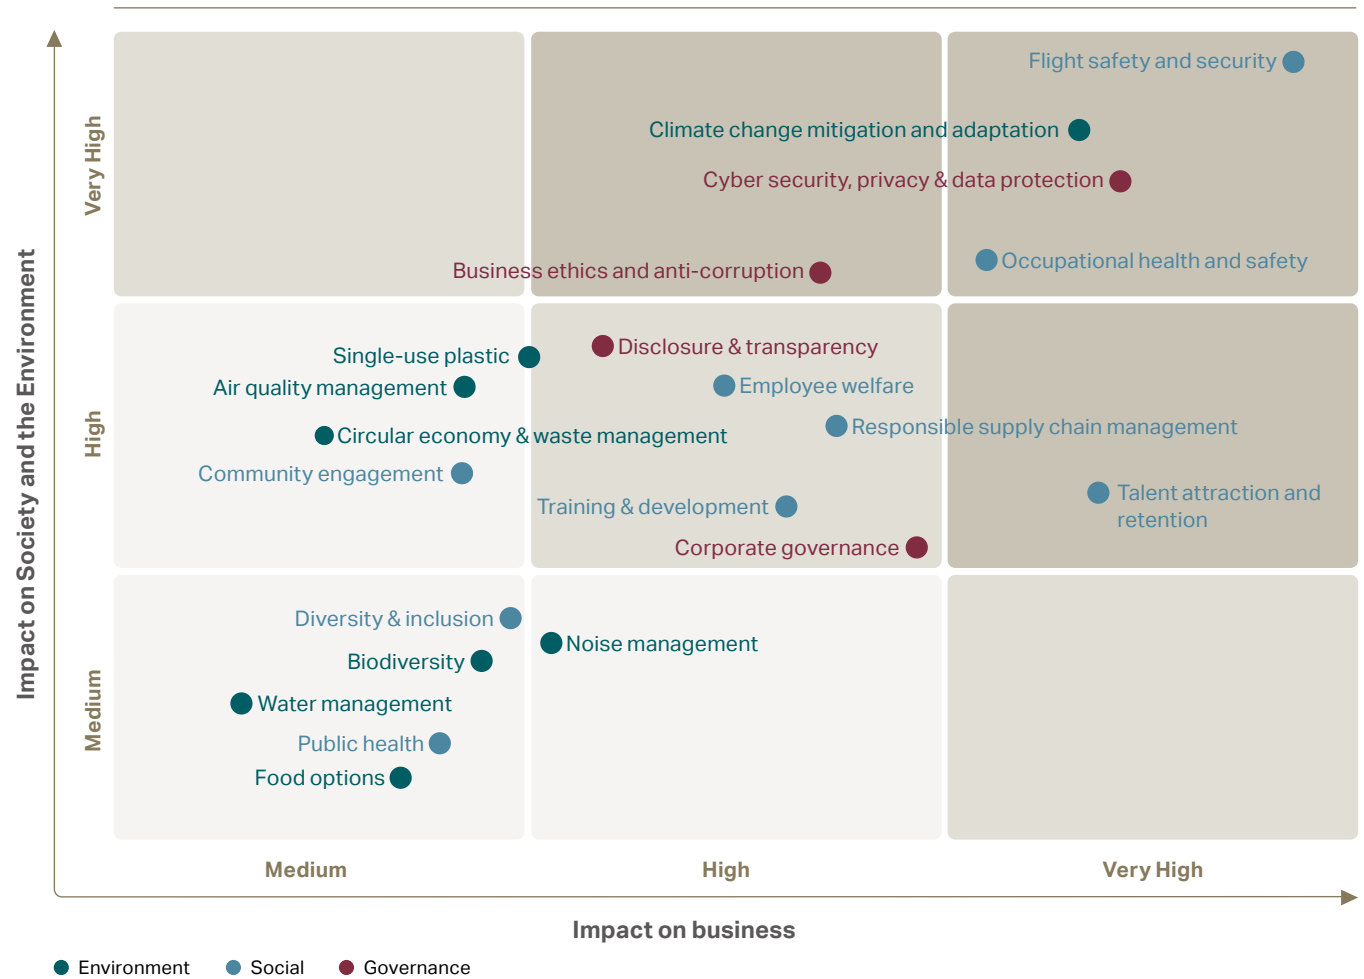 Impact on Society and the Environment
Very High
High
Medium
Flight safety and security
Climate change mitigation and adaptation
Cyber security, privacy & data protection
Occupational health and safety
Business ethics and anti-corruption
Single-use plastic
Disclosure & transparency
Air quality management
Employee welfare
Circular economy & waste management
Responsible supply chain management
Community engagement
Training & development
Talent attraction and
retention
Corporate governance
Diversity & inclusion
Noise management
Biodiversity
Water management
Public health
Food options
Medium
High
Very High
Impact on business
Environment
Social
Governance